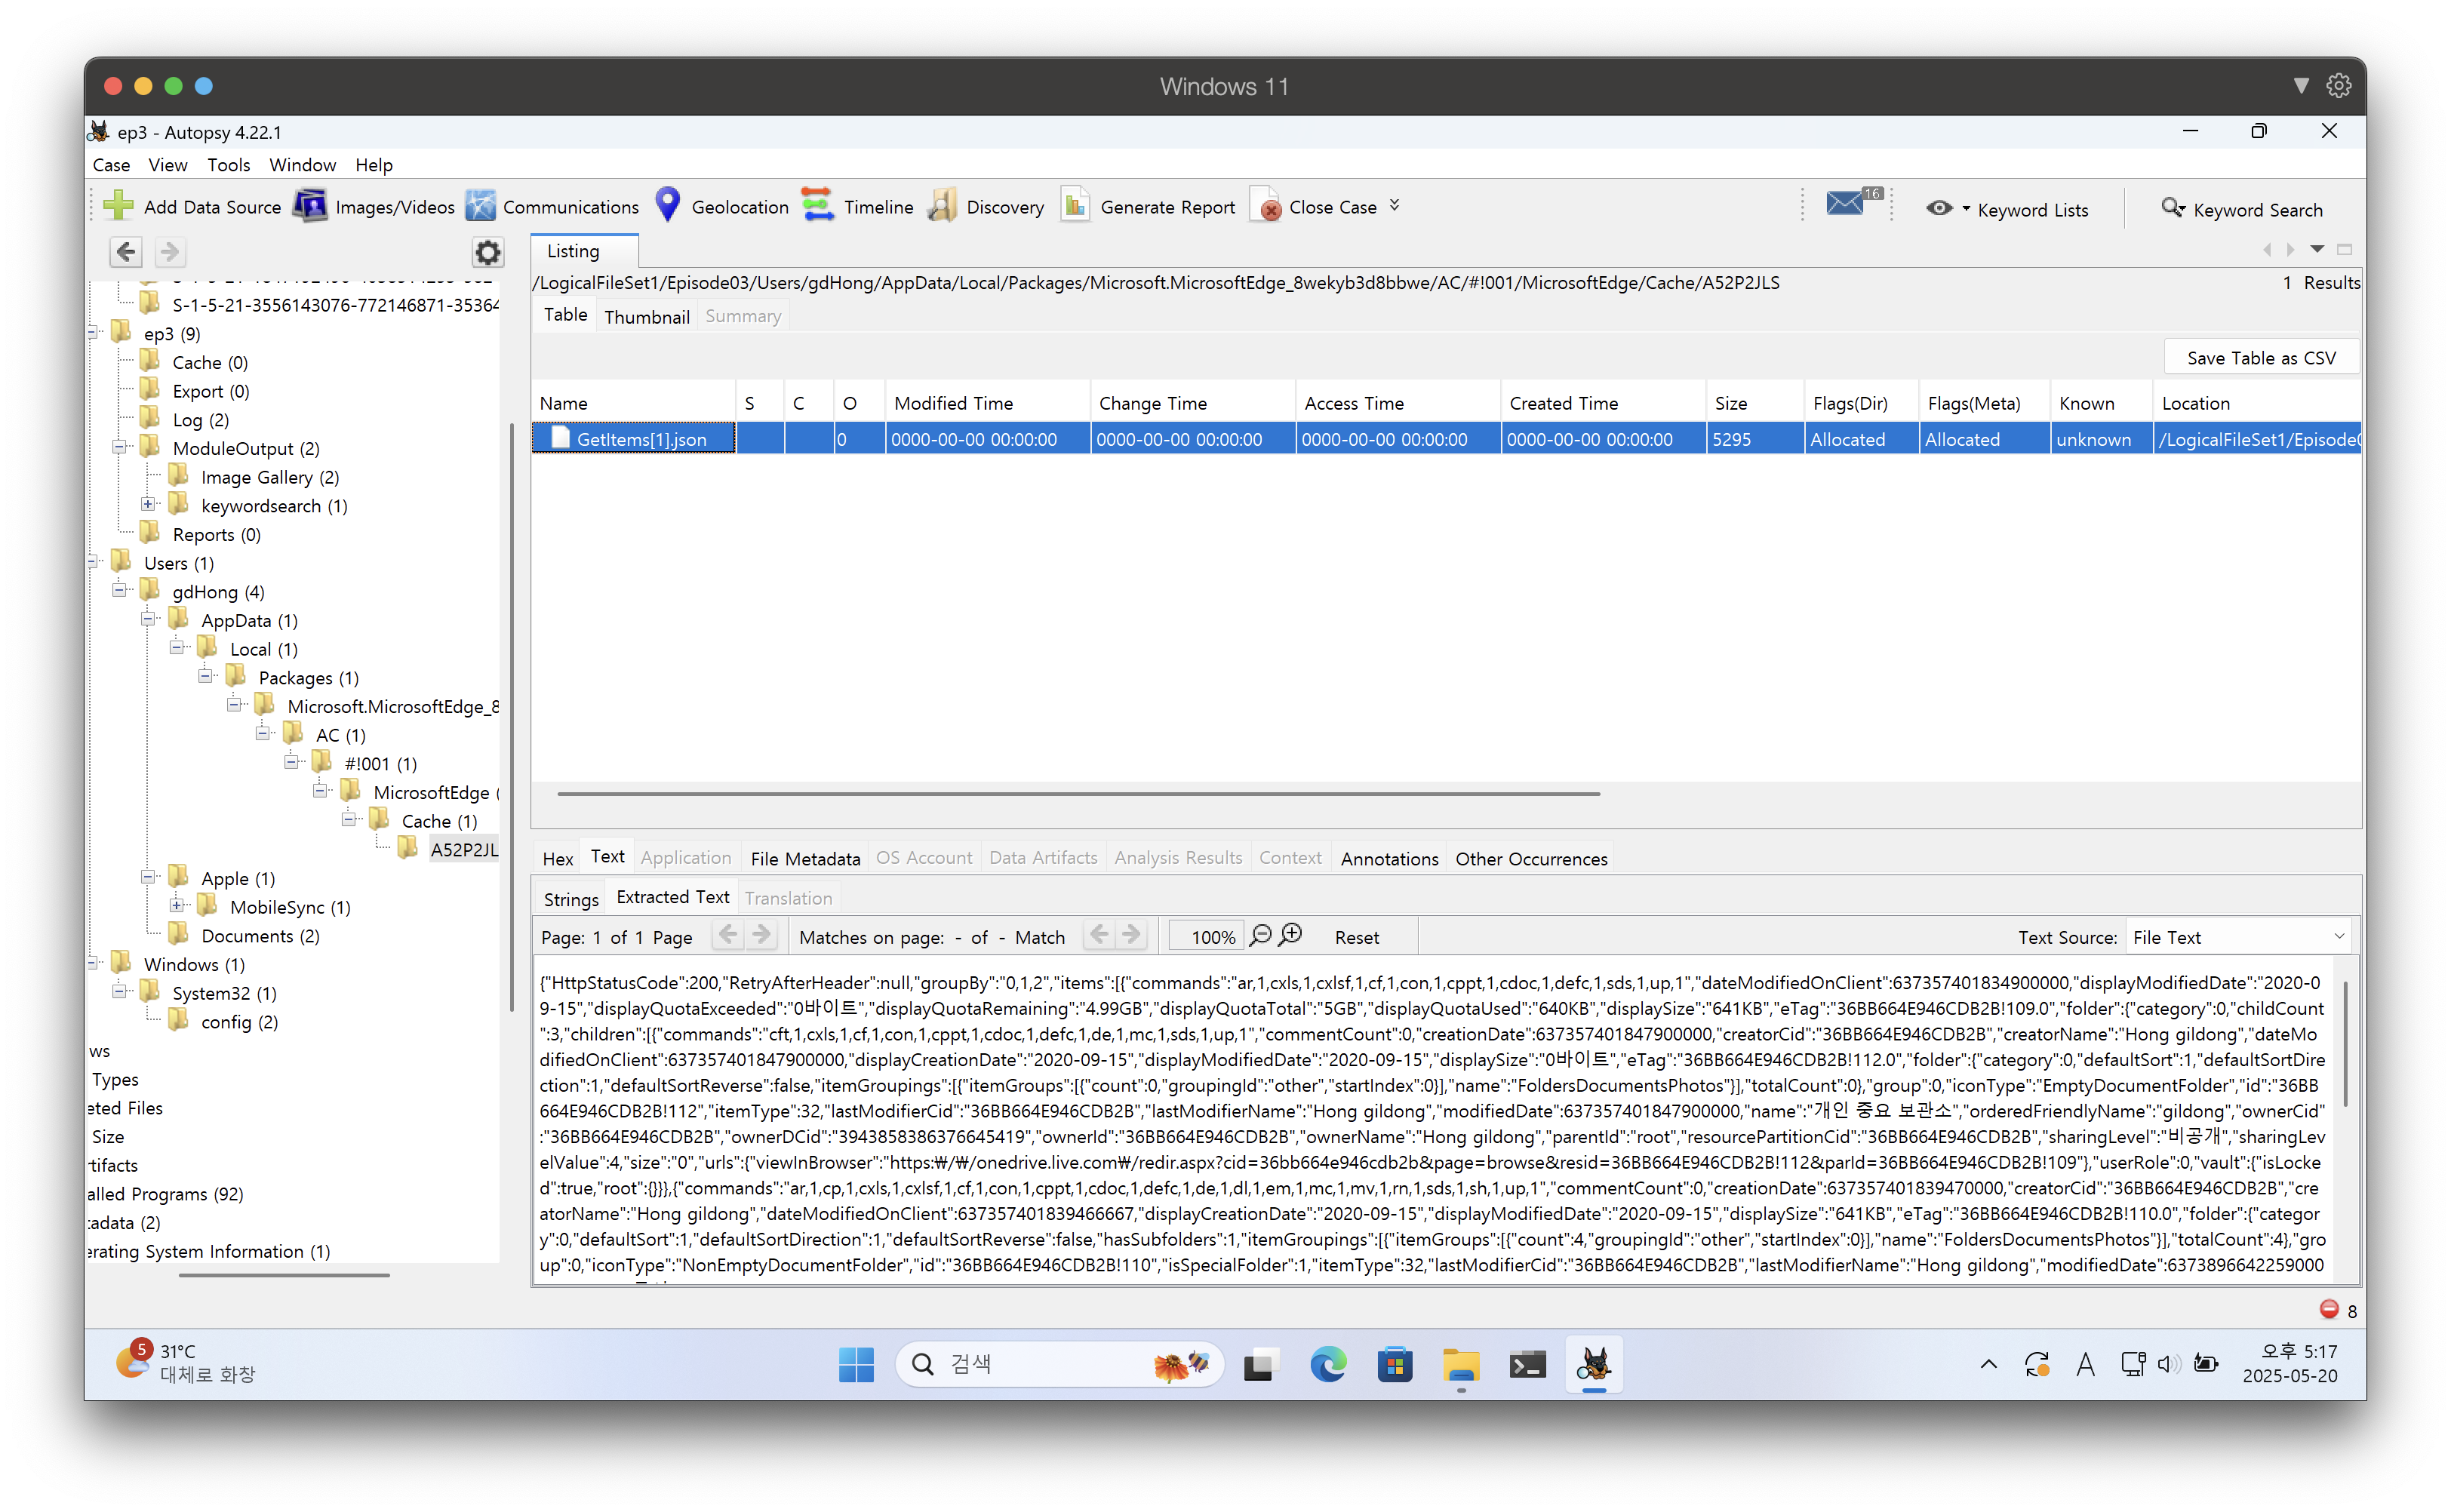 Windows 11
ep3 - Autopsy 4.22.1
Case View Tools Window Help
Add Data Source Images/Videos Communications Geolocation Timeline Discovery Generate Report Close Case 16 Keyword Lists Keyword Search
S-1-5-21-3556143076-772146871-35364
ep3 (9)
Cache (0)
Export (0)
Log (2)
ModuleOutput (2)
Image Gallery (2)
keywordsearch (1)
Reports (0)
Users (1)
gdHong (4)
AppData (1)
Local (1)
Packages (1)
Microsoft.MicrosoftEdge_8
AC (1)
#!001 (1)
MicrosoftEdge (
Cache (1)
A52P2JL
Apple (1)
MobileSync (1)
Documents (2)
Windows (1)
System32 (1)
config (2)
ws
Types
eted Files
Size
rtifacts
alled Programs (92)
tadata (2)
erating System Information (1)
Listing
/LogicalFileSet1/Episode03/Users/gdHong/AppData/Local/Packages/Microsoft.MicrosoftEdge_8wekyb3d8bbwe/AC/#!001/MicrosoftEdge/Cache/A52P2JLS 1 Results
Table Thumbnail Summary
Save Table as CSV
Name S C O Modified Time Change Time Access Time Created Time Size Flags(Dir) Flags(Meta) Known Location
GetItems[1].json 0 0000-00-00 00:00:00 0000-00-00 00:00:00 0000-00-00 00:00:00 0000-00-00 00:00:00 5295 Allocated Allocated unknown /LogicalFileSet1/Episode0
Hex Text Application File Metadata OS Account Data Artifacts Analysis Results Context Annotations Other Occurrences
Strings Extracted Text Translation
Page: 1 of 1 Page Matches on page: - of - Match 100% Reset Text Source: File Text
{"HttpStatusCode":200,"RetryAfterHeader":null,"groupBy":"0,1,2","items":[{"commands":"ar,1,cxls,1,cxlsf,1,cf,1,con,1,cppt,1,cdoc,1,defc,1,sds,1,up,1","dateModifiedOnClient":637357401834900000,"displayModifiedDate":"2020-0
9-15","displayQuotaExceeded":"0바이트","displayQuotaRemaining":"4.99GB","displayQuotaTotal":"5GB","displayQuotaUsed":"640KB","displaySize":"641KB","eTag":"36BB664E946CDB2B!109.0","folder":{"category":0,"childCount"
:3,"children":[{"commands":"cft,1,cxls,1,cf,1,con,1,cppt,1,cdoc,1,defc,1,de,1,mc,1,sds,1,up,1","commentCount":0,"creationDate":637357401847900000,"creatorCid":"36BB664E946CDB2B","creatorName":"Hong gildong","dateMo
difiedOnClient":637357401847900000,"displayCreationDate":"2020-09-15","displayModifiedDate":"2020-09-15","displaySize":"0바이트","eTag":"36BB664E946CDB2B!112.0","folder":{"category":0,"defaultSort":1,"defaultSortDire
ction":1,"defaultSortReverse":false,"itemGroupings":[{"itemGroups":[{"count":0,"groupingId":"other","startIndex":0}],"name":"FoldersDocumentsPhotos"}],"totalCount":0},"group":0,"iconType":"EmptyDocumentFolder","id":"36BB
664E946CDB2B!112","itemType":32,"lastModifierCid":"36BB664E946CDB2B","lastModifierName":"Hong gildong","modifiedDate":637357401847900000,"name":"개인 중요 보관소","orderedFriendlyName":"gildong","ownerCid"
:"36BB664E946CDB2B","ownerDCid":"3943858386376645419","ownerId":"36BB664E946CDB2B","ownerName":"Hong gildong","parentId":"root","resourcePartitionCid":"36BB664E946CDB2B","sharingLevel":"비공개","sharingLev
elValue":4,"size":"0","urls":{"viewInBrowser":"https:₩/₩/onedrive.live.com₩/redir.aspx?cid=36bb664e946cdb2b&page=browse&resid=36BB664E946CDB2B!112&parId=36BB664E946CDB2B!109"},"userRole":0,"vault":{"isLocke
d":true,"root":{}}},{"commands":"ar,1,cp,1,cxls,1,cxlsf,1,cf,1,con,1,cppt,1,cdoc,1,defc,1,de,1,dl,1,em,1,mc,1,mv,1,rn,1,sds,1,sh,1,up,1","commentCount":0,"creationDate":637357401839470000,"creatorCid":"36BB664E946CDB2B","cre
atorName":"Hong gildong","dateModifiedOnClient":637357401839466667,"displayCreationDate":"2020-09-15","displayModifiedDate":"2020-09-15","displaySize":"641KB","eTag":"36BB664E946CDB2B!110.0","folder":{"categor
y":0,"defaultSort":1,"defaultSortDirection":1,"defaultSortReverse":false,"hasSubfolders":1,"itemGroupings":[{"itemGroups":[{"count":4,"groupingId":"other","startIndex":0}],"name":"FoldersDocumentsPhotos"}],"totalCount":4},"gro
up":0,"iconType":"NonEmptyDocumentFolder","id":"36BB664E946CDB2B!110","isSpecialFolder":1,"itemType":32,"lastModifierCid":"36BB664E946CDB2B","lastModifierName":"Hong gildong","modifiedDate":6373896642259000
8
5 31°C
대체로 화창
검색
A
오후 5:17
2025-05-20